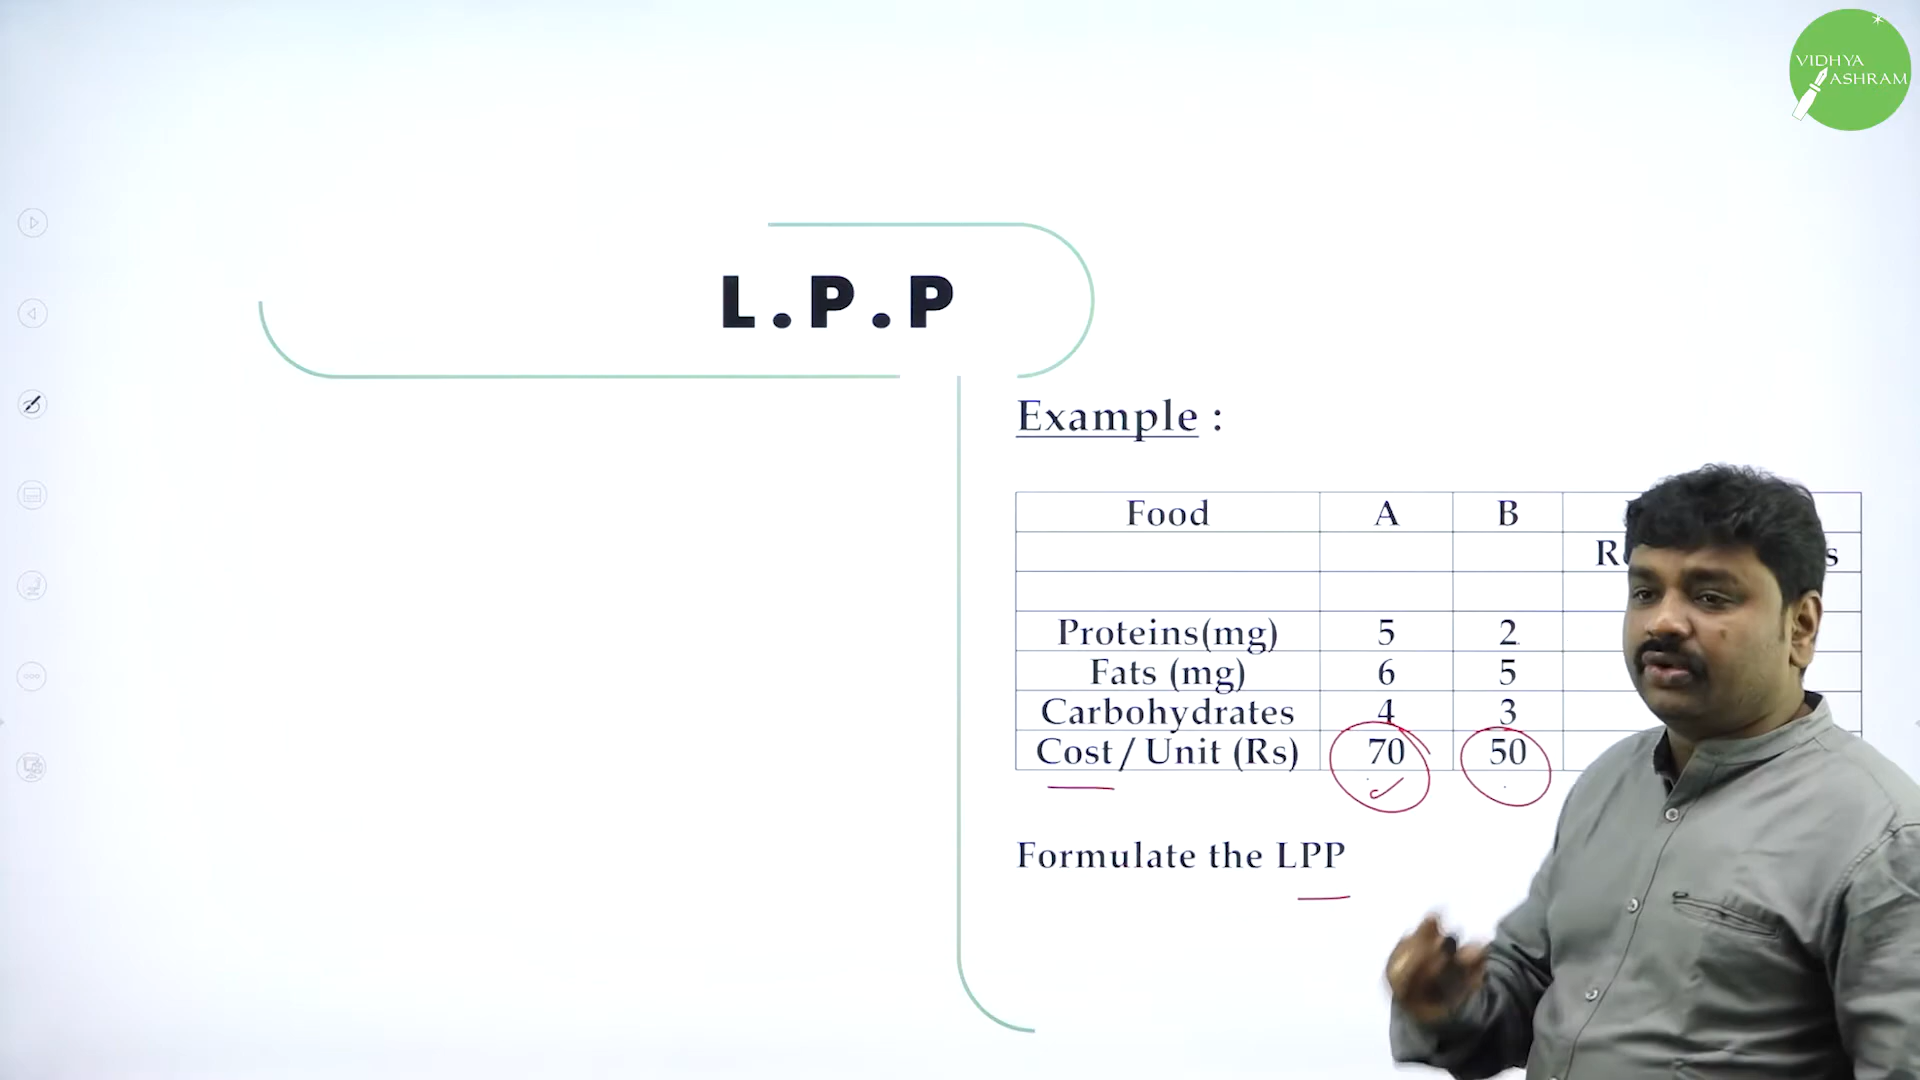 VIDHYA
ASHRAM
L.P.P
Example :
Food A B
Proteins(mg) 5 2
Fats (mg) 6 5
Carbohydrates 4 3
Cost / Unit (Rs) 70 50
Formulate the LPP